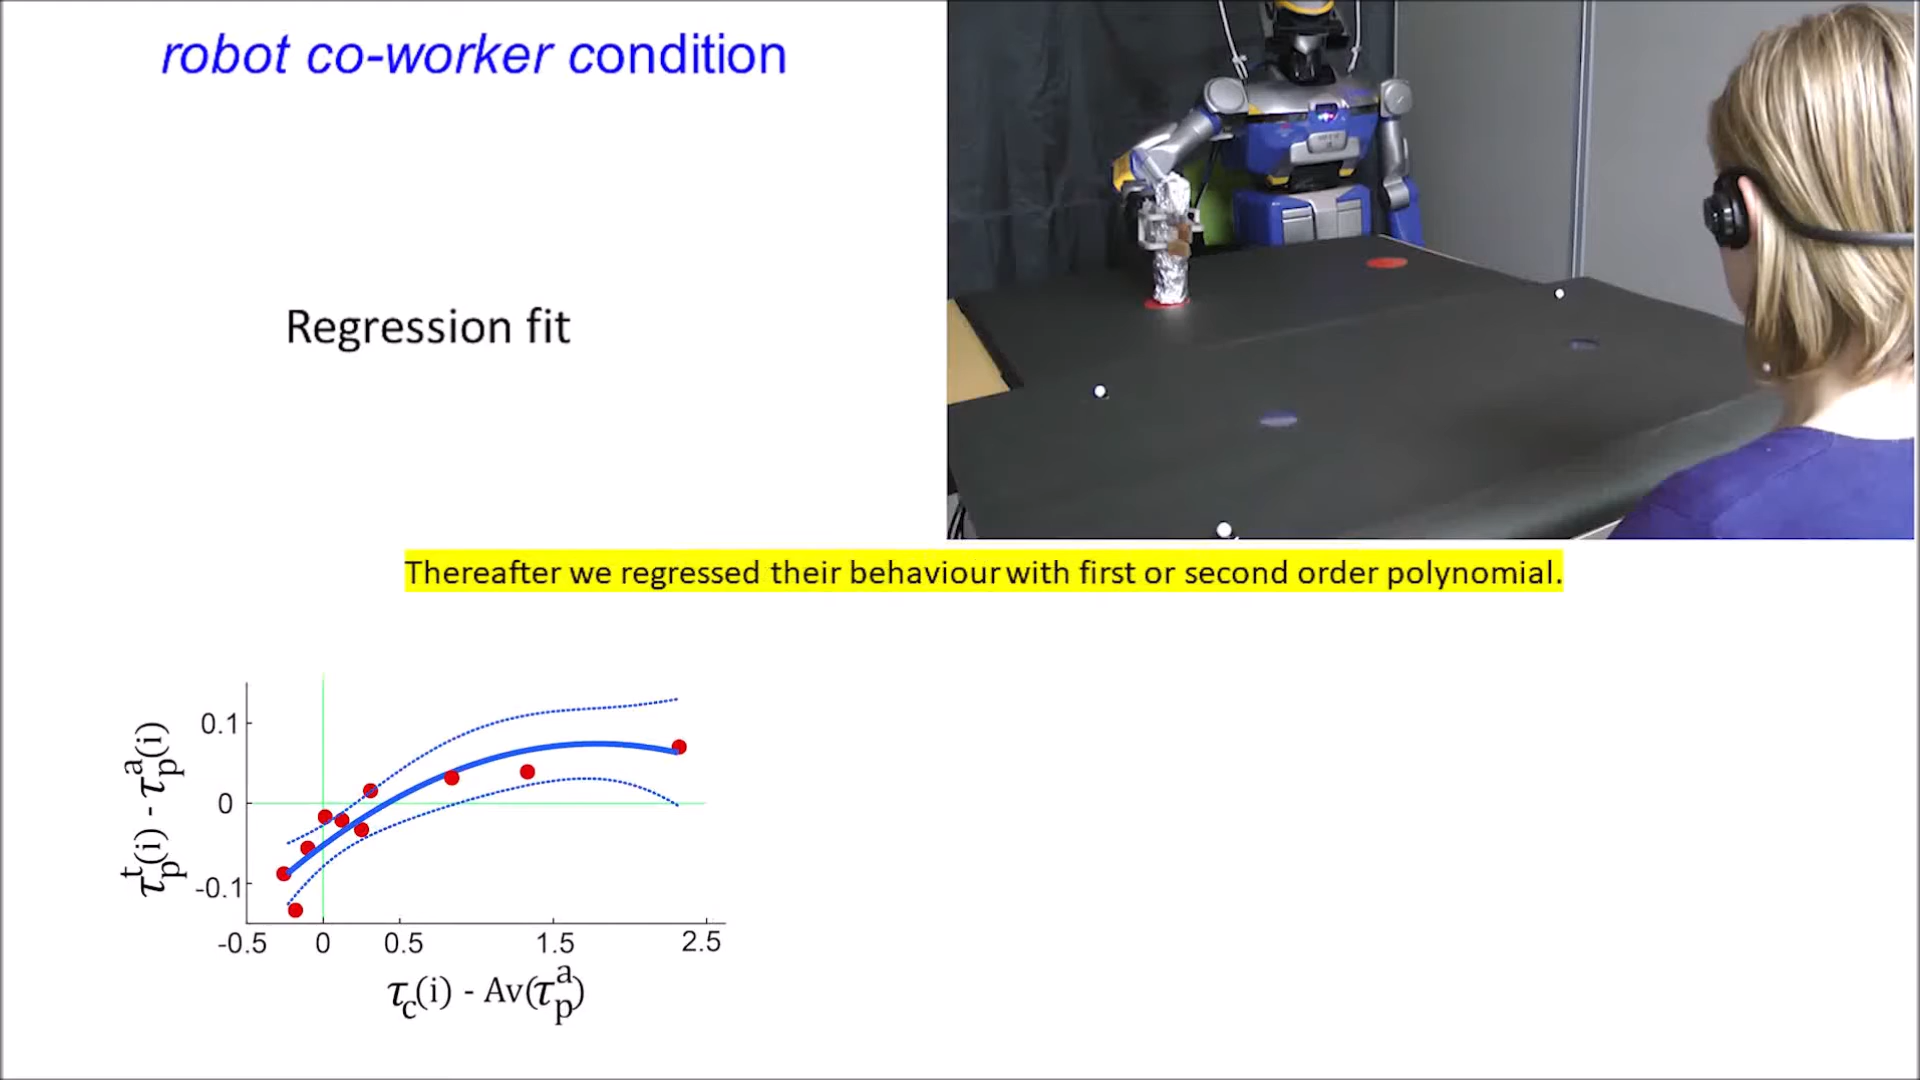 robot co-worker condition
Regression fit
Thereafter we regressed their behaviour with first or second order polynomial.
τ_p^t(i) - τ_p^a(i)
0.1
0
-0.1
-0.5 0 0.5 1.5 2.5
τ_c(i) - Av(τ_p^a)